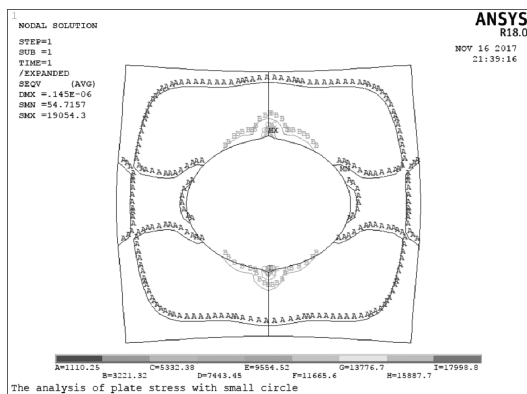 1
NODAL SOLUTION
STEP=1
SUB =1
TIME=1
/EXPANDED
SEQV (AVG)
DMX =.145E-06
SMN =54.7157
SMX =19054.3
ANSYS
R18.0
NOV 16 2017
21:39:16
MX
MN
A=1110.25 C=5332.38 E=9554.52 G=13776.7 I=17998.8
B=3221.32 D=7443.45 F=11665.6 H=15887.7
The analysis of plate stress with small circle